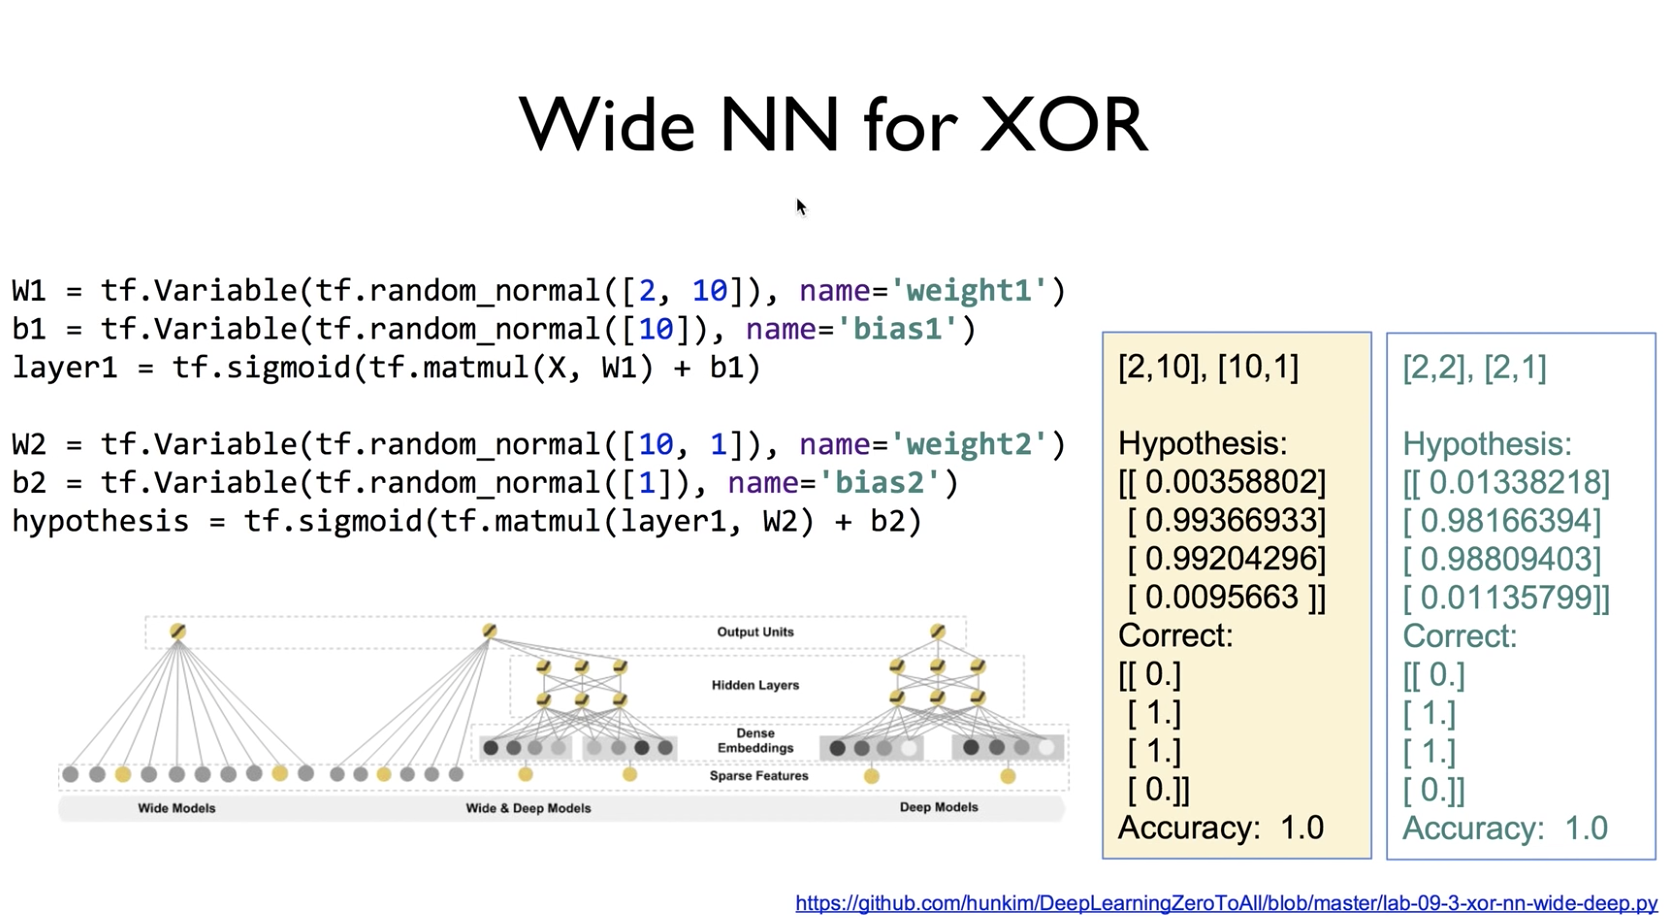 Wide NN for XOR
W1 = tf.Variable(tf.random_normal([2, 10]), name='weight1')
b1 = tf.Variable(tf.random_normal([10]), name='bias1')
layer1 = tf.sigmoid(tf.matmul(X, W1) + b1)
W2 = tf.Variable(tf.random_normal([10, 1]), name='weight2')
b2 = tf.Variable(tf.random_normal([1]), name='bias2')
hypothesis = tf.sigmoid(tf.matmul(layer1, W2) + b2)
Output Units
Hidden Layers
Dense
Embeddings
Sparse Features
Wide Models
Wide & Deep Models
Deep Models
[2,10], [10,1]
Hypothesis:
[[ 0.00358802]
[ 0.99366933]
[ 0.99204296]
[ 0.0095663 ]]
Correct:
[[ 0.]
[ 1.]
[ 1.]
[ 0.]]
Accuracy: 1.0
[2,2], [2,1]
Hypothesis:
[[ 0.01338218]
[ 0.98166394]
[ 0.98809403]
[ 0.01135799]]
Correct:
[[ 0.]
[ 1.]
[ 1.]
[ 0.]]
Accuracy: 1.0
https://github.com/hunkim/DeepLearningZeroToAll/blob/master/lab-09-3-xor-nn-wide-deep.py